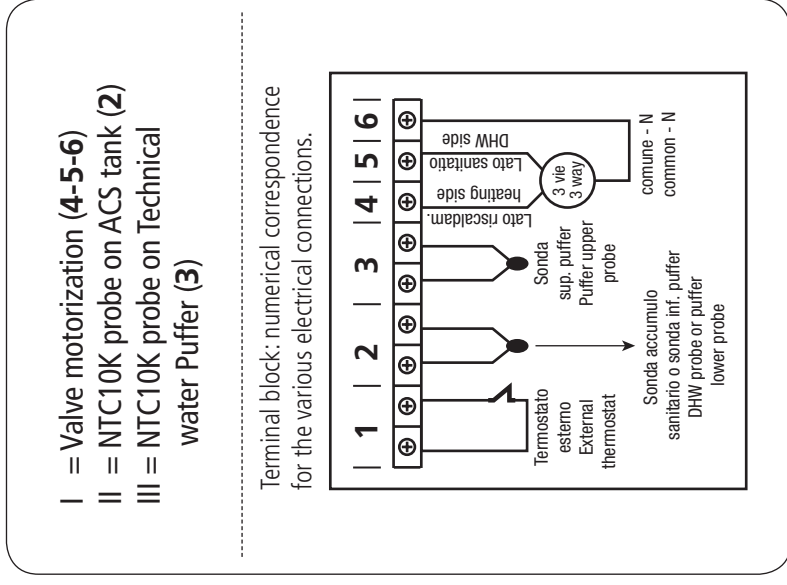 I = Valve motorization (4-5-6)
II = NTC10K probe on ACS tank (2)
III = NTC10K probe on Technical
water Puffer (3)
Terminal block: numerical correspondence
for the various electrical connections.
1 2 3 4 5 6
Lato riscaldam.
heating side
Lato sanitatio
DHW side
3 vie
3 way
Termostato
esterno
External
thermostat
Sonda
sup. puffer
Puffer upper
probe
comune - N
common - N
Sonda accumulo
sanitario o sonda inf. puffer
DHW probe or puffer
lower probe